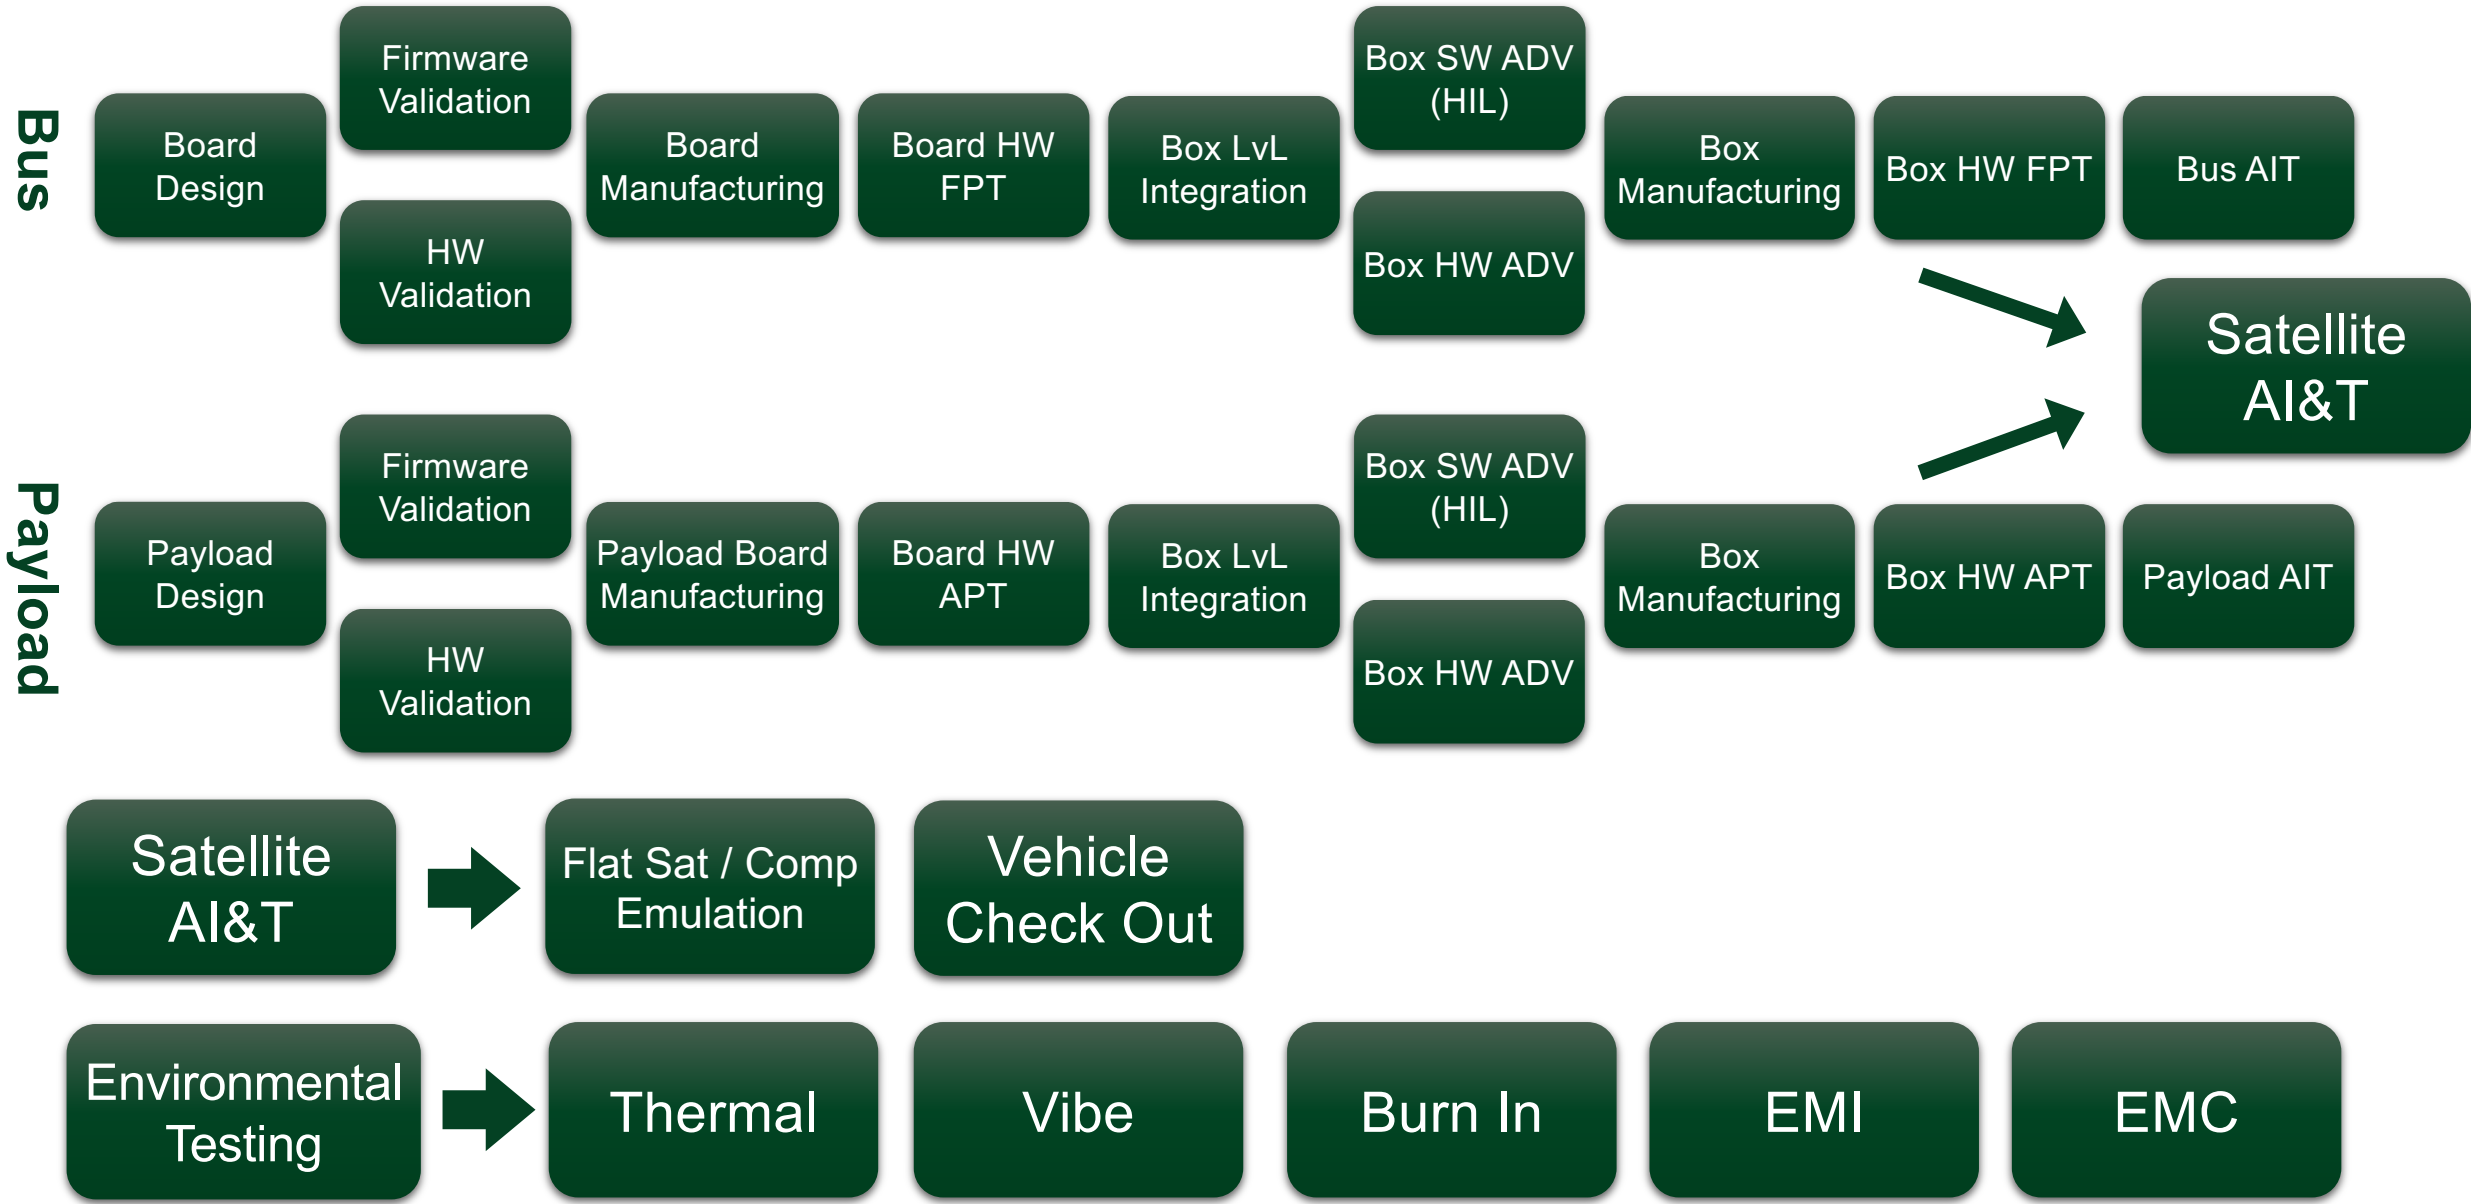 Bus
Board
Design
Firmware
Validation
HW
Validation
Board
Manufacturing
Board HW
FPT
Box LvL
Integration
Box SW ADV
(HIL)
Box HW ADV
Box
Manufacturing
Box HW FPT
Bus AIT
Satellite
AI&T
Payload
Payload
Design
Firmware
Validation
HW
Validation
Payload Board
Manufacturing
Board HW
APT
Box LvL
Integration
Box SW ADV
(HIL)
Box HW ADV
Box
Manufacturing
Box HW APT
Payload AIT
Satellite
AI&T
Flat Sat / Comp
Emulation
Vehicle
Check Out
Environmental
Testing
Thermal
Vibe
Burn In
EMI
EMC